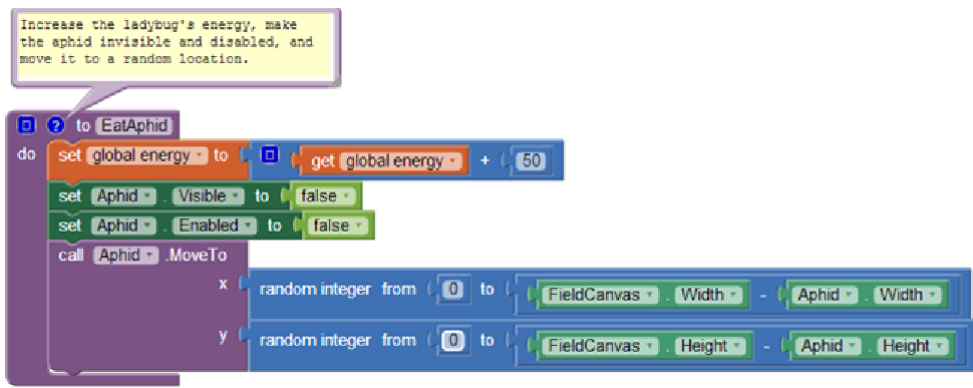 Increase the ladybug's energy, make
the aphid invisible and disabled, and
move it to a random location.
? to EatAphid
do set global energy to get global energy + 50
set Aphid . Visible to false
set Aphid . Enabled to false
call Aphid .MoveTo
x random integer from 0 to FieldCanvas . Width - Aphid . Width
y random integer from 0 to FieldCanvas . Height - Aphid . Height